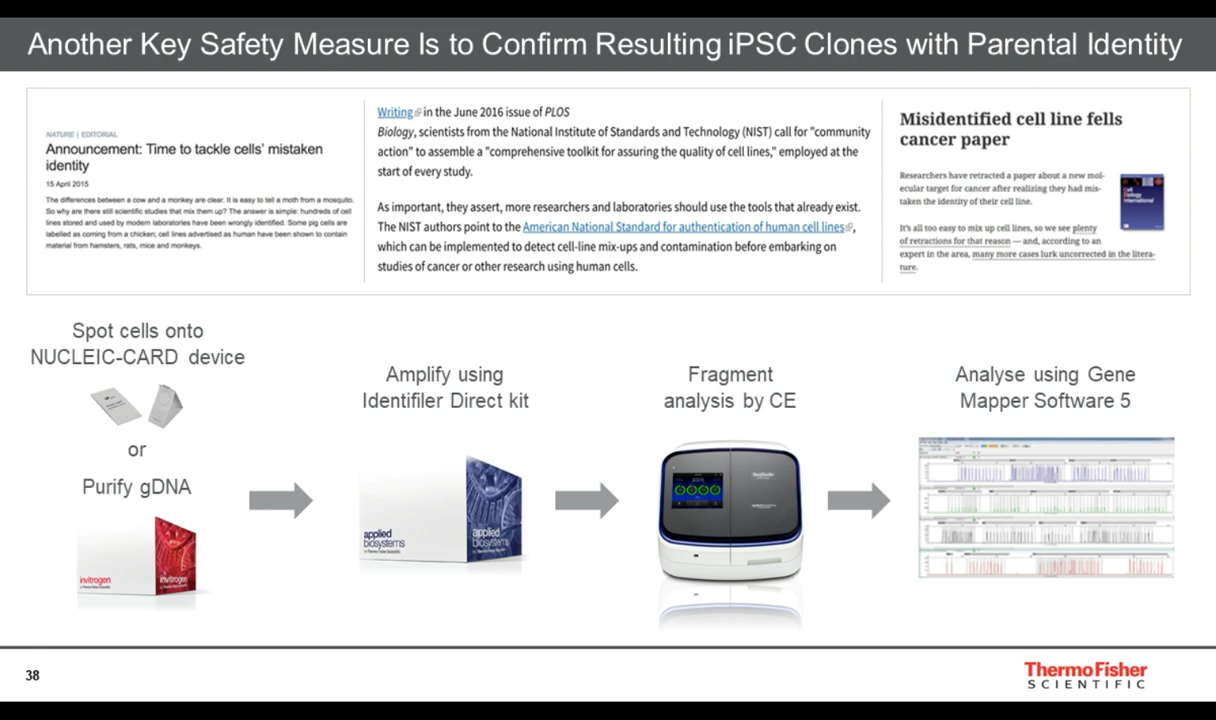 Another Key Safety Measure Is to Confirm Resulting iPSC Clones with Parental Identity
NATURE | EDITORIAL
Announcement: Time to tackle cells' mistaken
identity
15 April 2015
The differences between a cow and a monkey are clear. It is easy to tell a moth from a mosquito.
So why are there still scientific studies that mix them up? The answer is simple: hundreds of cell
lines stored and used by modern laboratories have been wrongly identified. Some pig cells are
labelled as coming from a chicken; cell lines advertised as human have been shown to contain
material from hamsters, rats, mice and monkeys.
Writing in the June 2016 issue of PLOS
Biology, scientists from the National Institute of Standards and Technology (NIST) call for "community
action" to assemble a "comprehensive toolkit for assuring the quality of cell lines," employed at the
start of every study.
As important, they assert, more researchers and laboratories should use the tools that already exist.
The NIST authors point to the American National Standard for authentication of human cell lines,
which can be implemented to detect cell-line mix-ups and contamination before embarking on
studies of cancer or other research using human cells.
Misidentified cell line fells
cancer paper
Researchers have retracted a paper about a new mol-
ecular target for cancer after realizing they had mis-
taken the identity of their cell line.
It's all too easy to mix up cell lines, so we see plenty
of retractions for that reason — and, according to an
expert in the area, many more cases lurk uncorrected in the litera-
ture.
Cell
Biology
International
Spot cells onto
NUCLEIC-CARD device
or
Purify gDNA
invitrogen
invitrogen
Amplify using
Identifiler Direct kit
applied
biosystems
applied
biosystems
Fragment
analysis by CE
Analyse using Gene
Mapper Software 5
38
ThermoFisher
SCIENTIFIC